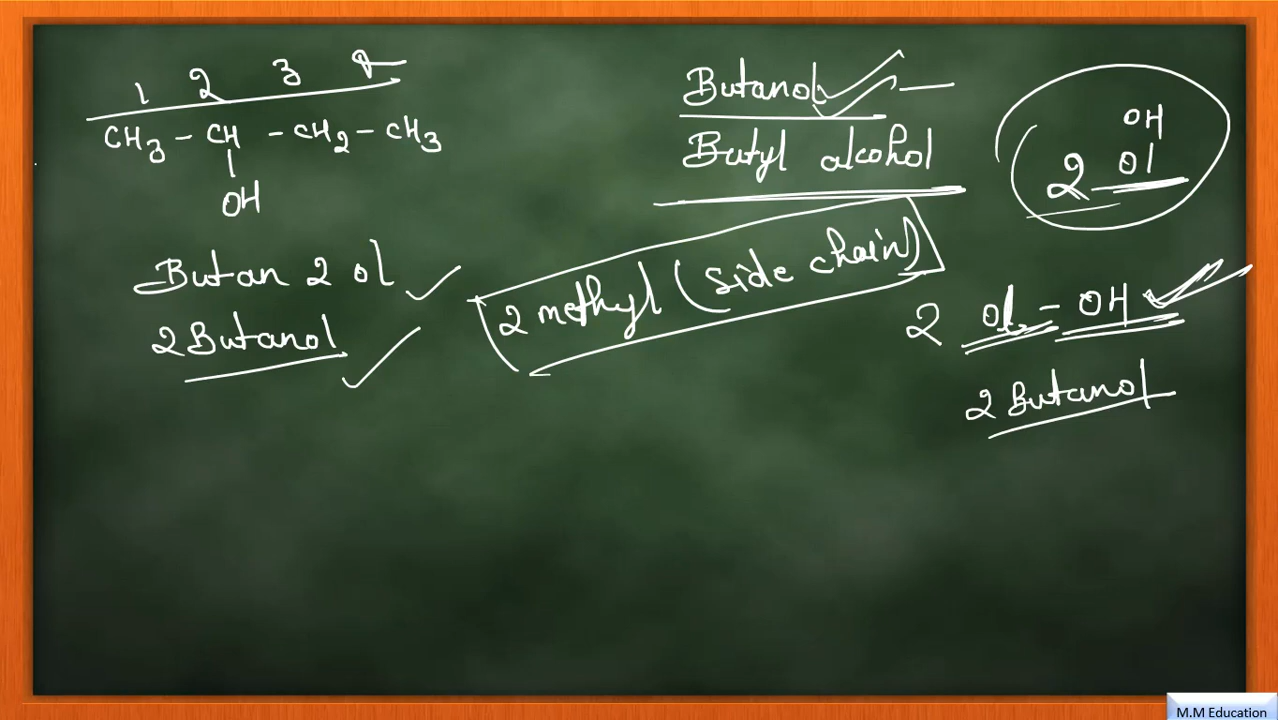 1 2 3 4
CH3 - CH - CH2 - CH3
OH
Butan 2 ol
2 Butanol
Butanol
Butyl alcohol
2 methyl (side chain)
OH
2 ol
2 ol - OH
2 Butanol
M.M Education